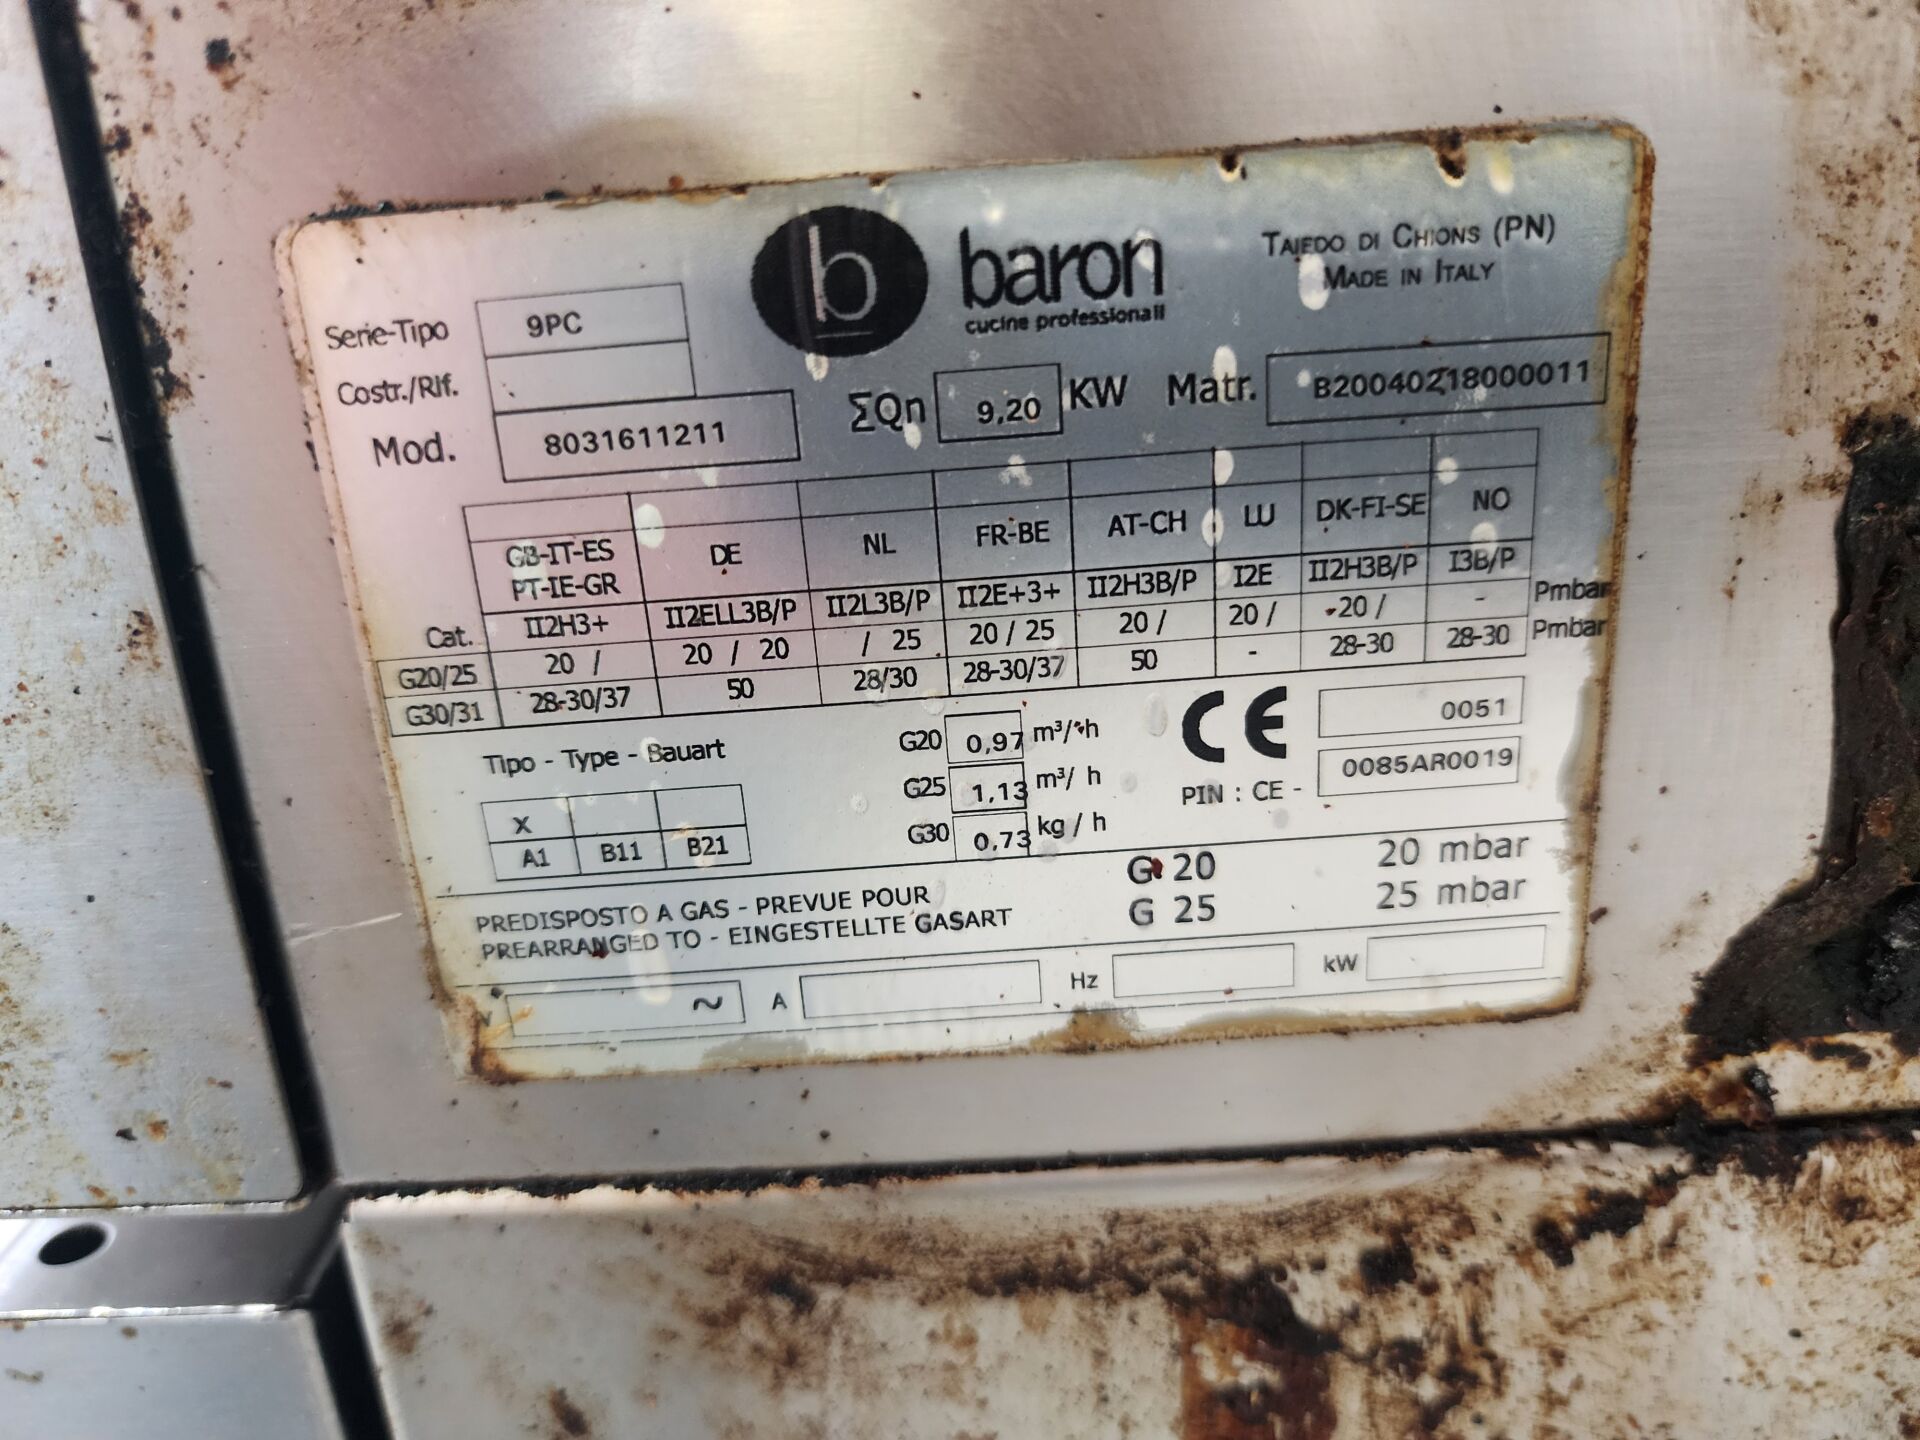 b baron
cucine professionali
TAIEDO DI CHIONS (PN)
MADE IN ITALY
Serie-Tipo 9PC
Costr./Rif.
Mod. 8031611211
ΣQn 9,20 KW Matr. B20040218000011
GB-IT-ES PT-IE-GR DE NL FR-BE AT-CH LU DK-FI-SE NO
Cat. II2H3+ II2ELL3B/P II2L3B/P II2E+3+ II2H3B/P I2E II2H3B/P I3B/P
G20/25 20 / 20 / 20 / 25 20 / 25 20 / 20 / 20 / - Pmbar
G30/31 28-30/37 50 28/30 28-30/37 50 - 28-30 28-30 Pmbar
Tipo - Type - Bauart
X
A1 B11 B21
G20 0,97 m³/ h
G25 1,13 m³/ h
G30 0,73 kg / h
CE 0051
PIN : CE - 0085AR0019
PREDISPOSTO A GAS - PREVUE POUR
PREARRANGED TO - EINGESTELLTE GASART
G 20 20 mbar
G 25 25 mbar
V ~ A Hz kW